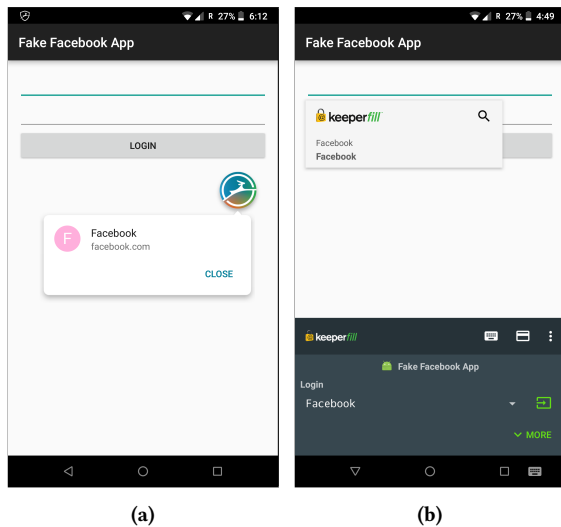 R 27% 6:12
Fake Facebook App
LOGIN
F
Facebook
facebook.com
CLOSE
(a)
R 27% 4:49
Fake Facebook App
keeperfill
Facebook
Facebook
keeperfill
Fake Facebook App
Login
Facebook
MORE
(b)